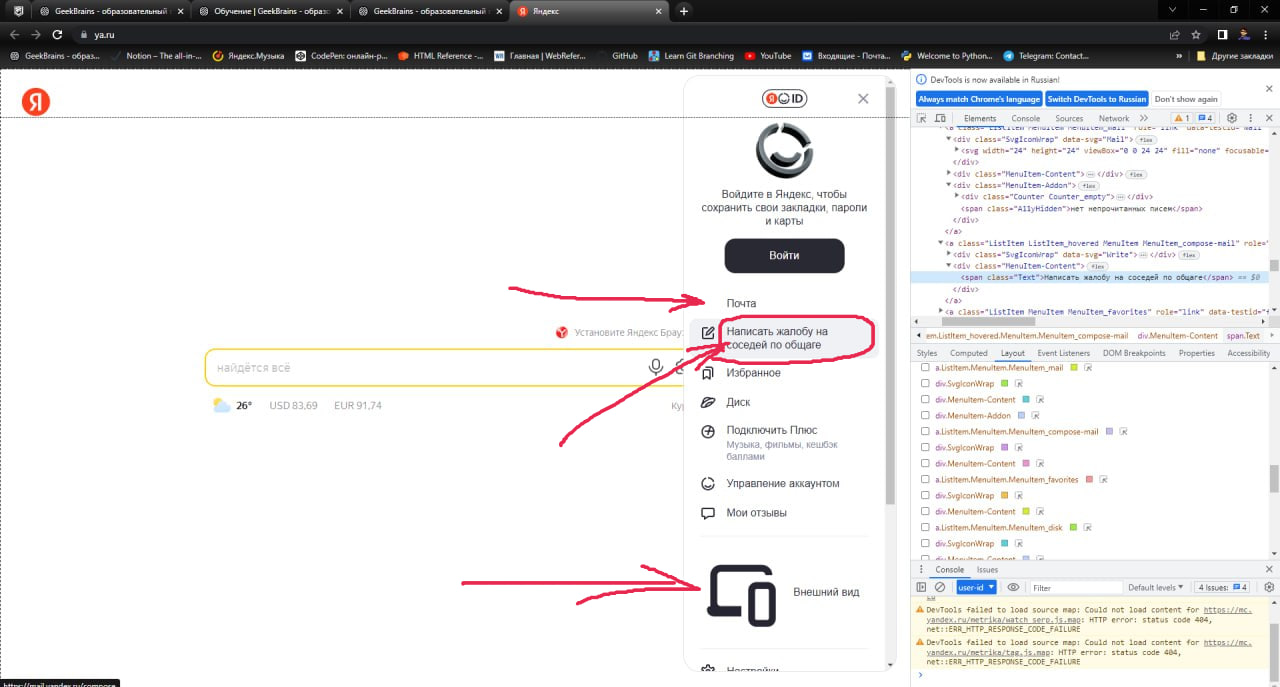 GeekBrains - образовательный
Обучение | GeekBrains - образо
GeekBrains - образовательный
Яндекс
ya.ru
GeekBrains - образ...
Notion – The all-in-...
Яндекс.Музыка
CodePen: онлайн-р...
HTML Reference -...
Главная | WebRefer...
GitHub
Learn Git Branching
YouTube
Входящие - Почта...
Welcome to Python...
Telegram: Contact...
»
Другие закладки
Я
Я ID
Войдите в Яндекс, чтобы
сохранить свои закладки, пароли
и карты
Войти
Почта
Написать жалобу на
соседей по общаге
Избранное
Диск
Подключить Плюс
Музыка, фильмы, кешбэк
баллами
Управление аккаунтом
Мои отзывы
Внешний вид
Настройки
Установите Яндекс Брау
найдётся всё
26° USD 83,69 EUR 91,74
Ку
https://mail.yandex.ru/compose
DevTools is now available in Russian!
Always match Chrome's language
Switch DevTools to Russian
Don't show again
Elements Console Sources Network » 1 4
<a class="ListItem MenuItem MenuItem_mail" role="link" data-testid="mail
<div class="SvgIconWrap" data-svg="Mail"> flex
<svg width="24" height="24" viewBox="0 0 24 24" fill="none" focusable=
</div>
<div class="MenuItem-Content"> … </div> flex
<div class="MenuItem-Addon"> flex
<div class="Counter Counter_empty"> … </div>
<span class="A11yHidden">нет непрочитанных писем</span>
</div>
</a>
<a class="ListItem ListItem_hovered MenuItem MenuItem_compose-mail" role=
<div class="SvgIconWrap" data-svg="Write"> … </div> flex
<div class="MenuItem-Content"> flex
<span class="Text">Написать жалобу на соседей по общаге</span> == $0
</div>
</a>
<a class="ListItem MenuItem MenuItem_favorites" role="link" data-testid="f
em.ListItem_hovered.MenuItem.MenuItem_compose-mail div.MenuItem-Content span.Text
Styles Computed Layout Event Listeners DOM Breakpoints Properties Accessibility
a.ListItem.MenuItem.MenuItem_mail
div.SvgIconWrap
div.MenuItem-Content
div.MenuItem-Addon
a.ListItem.MenuItem.MenuItem_compose-mail
div.SvgIconWrap
div.MenuItem-Content
a.ListItem.MenuItem.MenuItem_favorites
div.SvgIconWrap
div.MenuItem-Content
a.ListItem.MenuItem.MenuItem_disk
div.SvgIconWrap
div.MenuItem-Content
Console Issues
user-id Filter Default levels 4 Issues: 4
DevTools failed to load source map: Could not load content for https://mc.
yandex.ru/metrika/watch_serp.js.map: HTTP error: status code 404,
net::ERR_HTTP_RESPONSE_CODE_FAILURE
DevTools failed to load source map: Could not load content for https://mc.
yandex.ru/metrika/tag.js.map: HTTP error: status code 404,
net::ERR_HTTP_RESPONSE_CODE_FAILURE